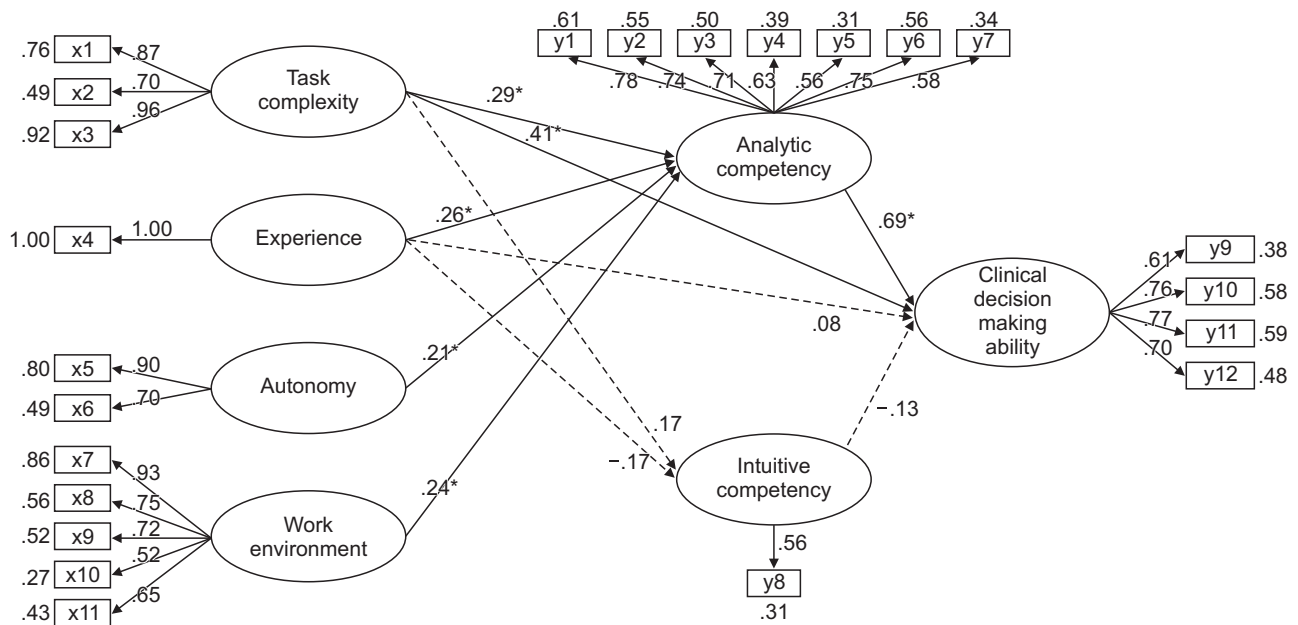 .61 .55 .50 .39 .31 .56 .34
y1 y2 y3 y4 y5 y6 y7
.78 .74 .71 .63 .56 .75 .58
.76 x1 .87
.49 x2 .70
.92 x3 .96
Task
complexity
.29*
.41*
Analytic
competency
1.00 x4 1.00
Experience
.26*
.69*
.08
Clinical
decision
making
ability
.61 y9 .38
.76 y10 .58
.77 y11 .59
.70 y12 .48
.80 x5 .90
.49 x6 .70
Autonomy
.21*
−.13
.17
−.17
Intuitive
competency
.86 x7 .93
.56 x8 .75
.52 x9 .72
.27 x10 .52
.43 x11 .65
Work
environment
.24*
.56
y8
.31